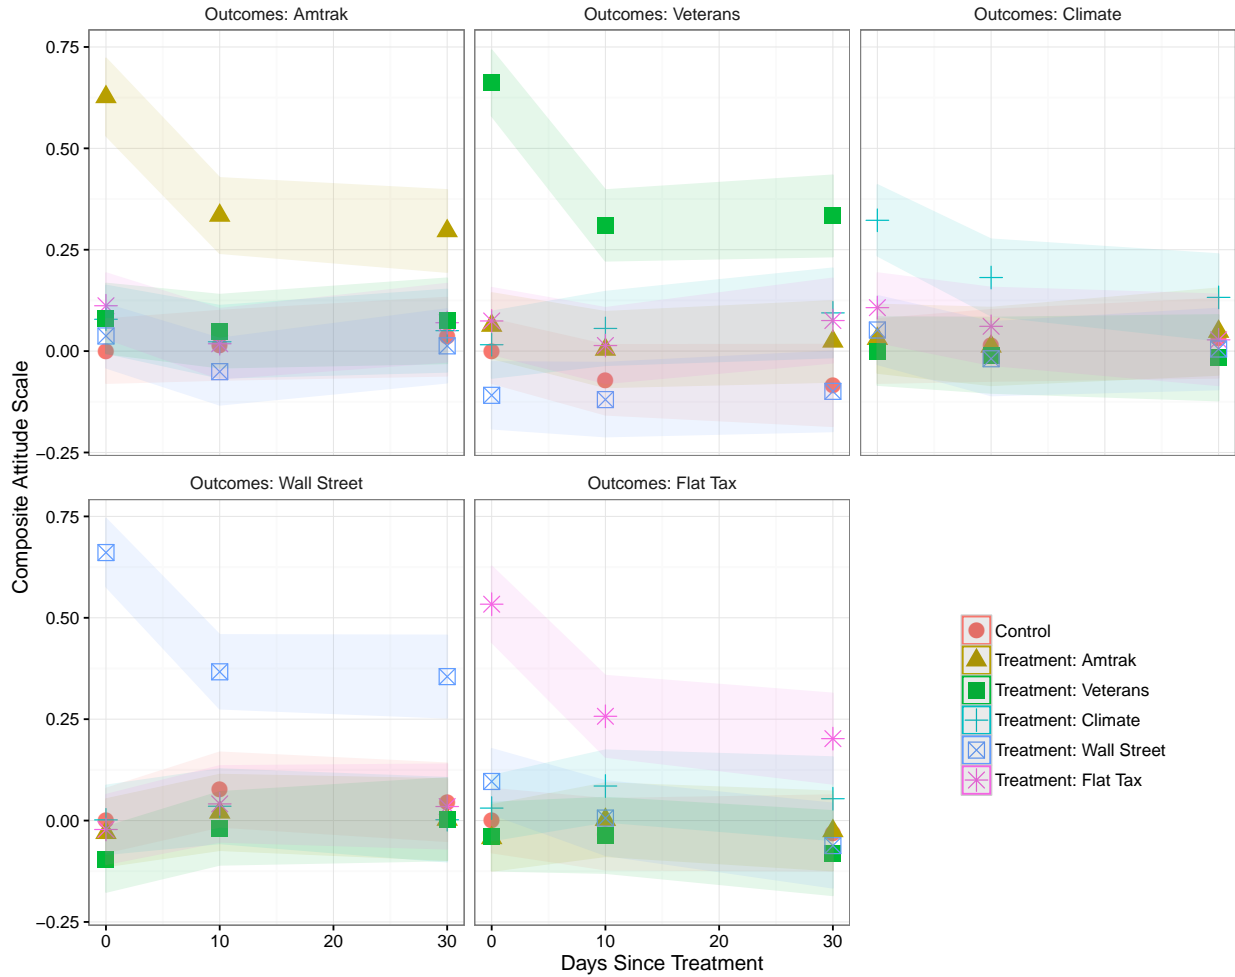 Outcomes: Amtrak
Outcomes: Veterans
Outcomes: Climate
0.75
0.50
0.25
0.00
−0.25
Outcomes: Wall Street
Outcomes: Flat Tax
0.75
0.50
0.25
0.00
−0.25
Composite Attitude Scale
0 10 20 30
0 10 20 30
Days Since Treatment
Control
Treatment: Amtrak
Treatment: Veterans
Treatment: Climate
Treatment: Wall Street
Treatment: Flat Tax